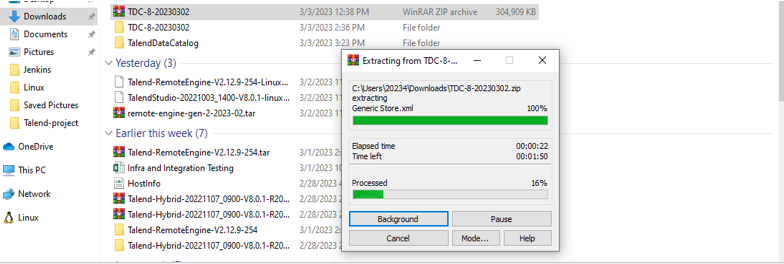 Downloads
Documents
Pictures
Jenkins
Linux
Saved Pictures
Talend-project
OneDrive
This PC
Network
Linux
TDC-8-20230302 3/3/2023 12:38 PM WinRAR ZIP archive 304,909 KB
TDC-8-20230302 3/3/2023 2:36 PM File folder
TalendDataCatalog 3/3/2023 3:23 PM File folder
Yesterday (3)
Talend-RemoteEngine-V2.12.9-254-Linux... 3/2/2023 11
TalendStudio-20221003_1400-V8.0.1-linux... 3/2/2023 11
remote-engine-gen-2-2023-02.tar 3/2/2023 11
Earlier this week (7)
Talend-RemoteEngine-V2.12.9-254.tar 3/1/2023 2:
Infra and Integration Testing 3/1/2023 10
HostInfo 2/28/2023 4
Talend-Hybrid-20221107_0900-V8.0.1-R20... 2/28/2023 3
Talend-Hybrid-20221107_0900-V8.0.1-R20... 2/28/2023 3
Talend-RemoteEngine-V2.12.9-254 3/1/2023 2:
Talend-Hybrid-20221107_0900-V8.0.1-R20... 2/28/2023 3
Extracting from TDC-8-...
C:\Users\20234\Downloads\TDC-8-20230302.zip
extracting
Generic Store.xml 100%
Elapsed time 00:00:22
Time left 00:01:50
Processed 16%
Background Pause
Cancel Mode... Help